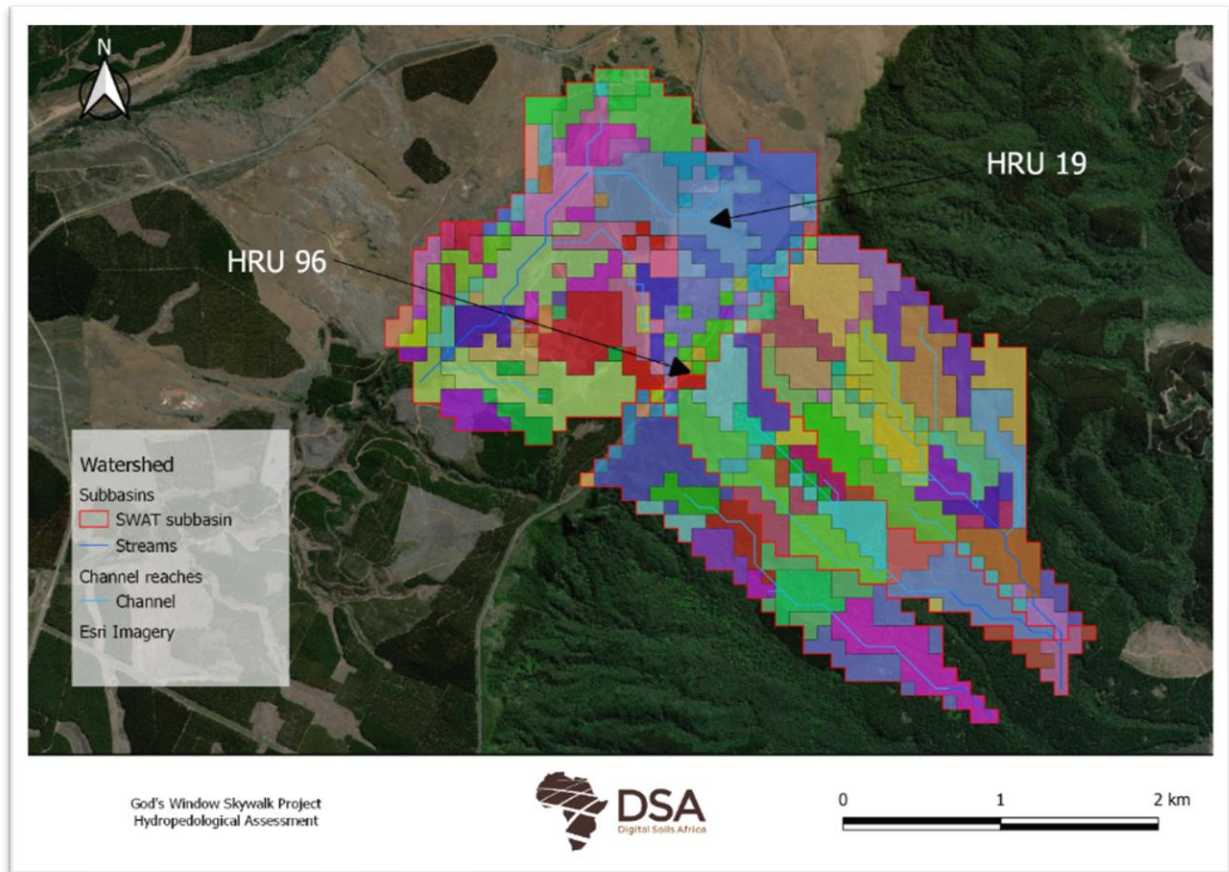 N
HRU 19
HRU 96
Watershed
Subbasins
SWAT subbasin
Streams
Channel reaches
Channel
Esri Imagery
God's Window Skywalk Project
Hydropedological Assessment
DSA
Digital Soils Africa
0 1 2 km